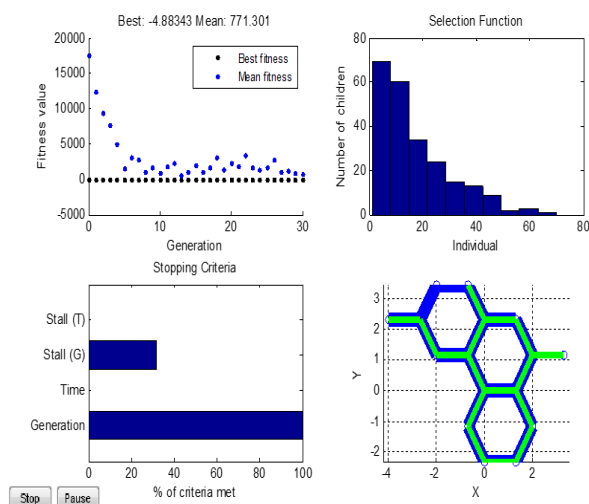 Best: -4.88343 Mean: 771.301
20000
15000
10000
5000
0
-5000
0 10 20 30
Fitness value
Generation
Best fitness
Mean fitness
Selection Function
80
60
40
20
0
0 20 40 60 80
Number of children
Individual
Stopping Criteria
Stall (T)
Stall (G)
Time
Generation
0 20 40 60 80 100
% of criteria met
3
2
1
0
-1
-2
-4 -2 0 2
Y
X
Stop Pause